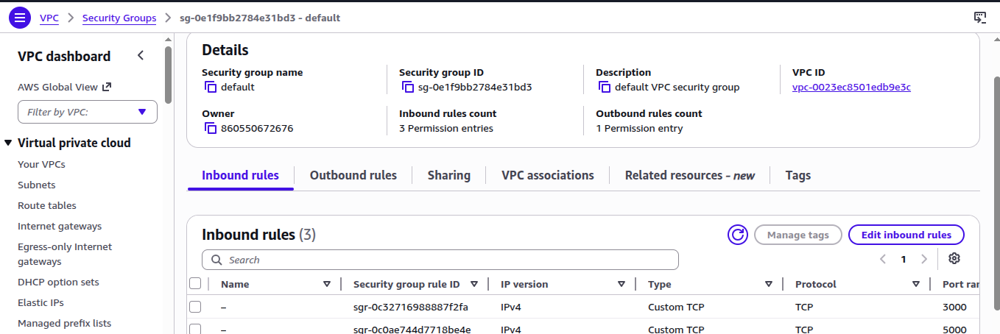 VPC > Security Groups > sg-0e1f9bb2784e31bd3 - default
VPC dashboard
AWS Global View
Filter by VPC:
Virtual private cloud
Your VPCs
Subnets
Route tables
Internet gateways
Egress-only Internet
gateways
DHCP option sets
Elastic IPs
Managed prefix lists
Details
Security group name
default
Security group ID
sg-0e1f9bb2784e31bd3
Description
default VPC security group
VPC ID
vpc-0023ec8501edb9e3c
Owner
860550672676
Inbound rules count
3 Permission entries
Outbound rules count
1 Permission entry
Inbound rules Outbound rules Sharing VPC associations Related resources - new Tags
Inbound rules (3)
Manage tags Edit inbound rules
Search
1
Name Security group rule ID IP version Type Protocol Port ran
– sgr-0c32716988887f2fa IPv4 Custom TCP TCP 3000
– sgr-0c0ae744d7718be4e IPv4 Custom TCP TCP 5000